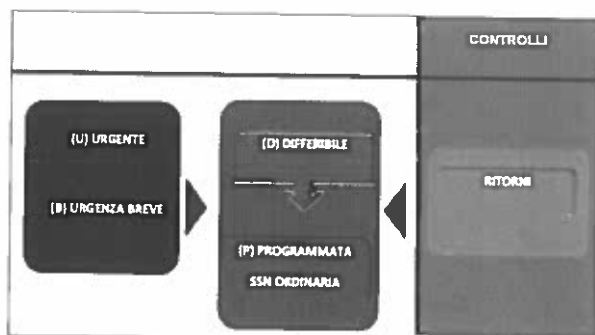 CONTROLLI
(U) URGENTE
(B) URGENZA BREVE
(D) DIFFERIBILE
(P) PROGRAMMATA
SSN ORDINARIA
RITORNI